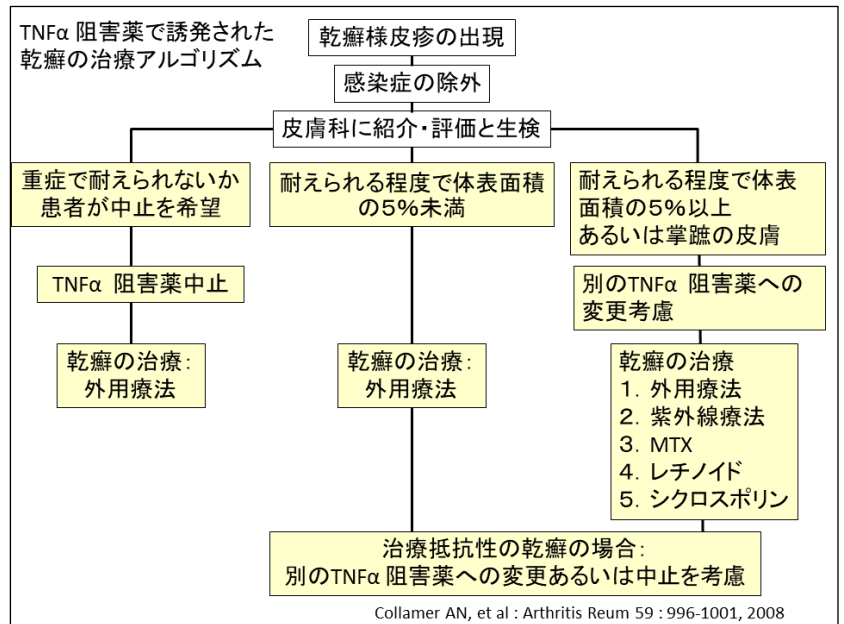 TNFα 阻害薬で誘発された
乾癬の治療アルゴリズム
乾癬様皮疹の出現
感染症の除外
皮膚科に紹介・評価と生検
重症で耐えられないか
患者が中止を希望
耐えられる程度で体表面積
の5%未満
耐えられる程度で体表
面積の5%以上
あるいは掌蹠の皮膚
TNFα 阻害薬中止
別のTNFα 阻害薬への
変更考慮
乾癬の治療:
外用療法
乾癬の治療:
外用療法
乾癬の治療
1. 外用療法
2. 紫外線療法
3. MTX
4. レチノイド
5. シクロスポリン
治療抵抗性の乾癬の場合:
別のTNFα 阻害薬への変更あるいは中止を考慮
Collamer AN, et al : Arthritis Reum 59 : 996-1001, 2008